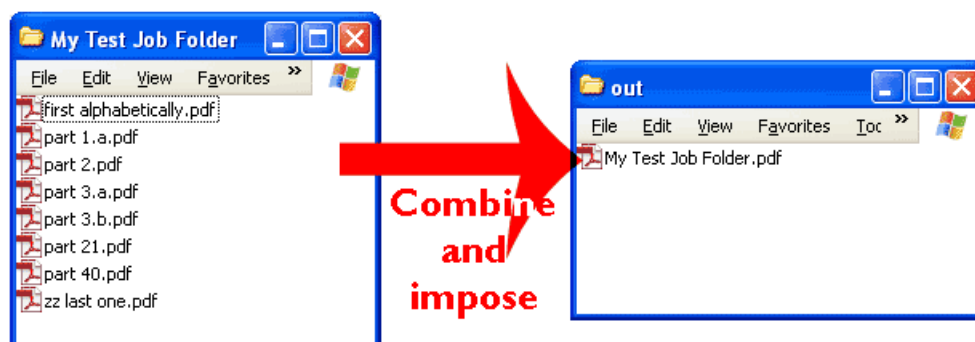 My Test Job Folder
File Edit View Favorites »
first alphabetically.pdf
part 1.a.pdf
part 2.pdf
part 3.a.pdf
part 3.b.pdf
part 21.pdf
part 40.pdf
zz last one.pdf
Combine
and
impose
out
File Edit View Favorites Toc »
My Test Job Folder.pdf